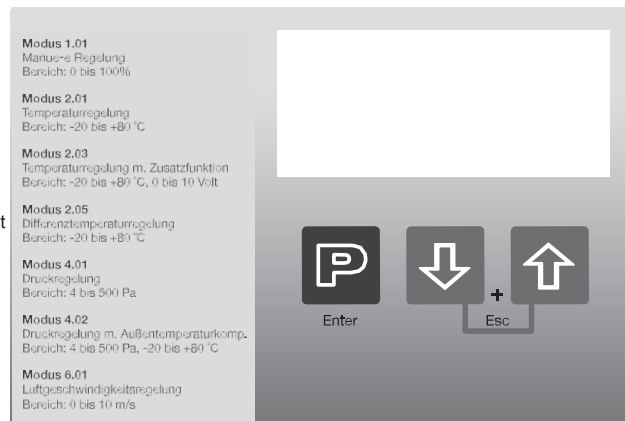 Modus 1.01
Manuelle Regelung
Bereich: 0 bis 100%
Modus 2.01
Temperaturregelung
Bereich: -20 bis +80 °C
Modus 2.03
Temperaturregelung m. Zusatzfunktion
Bereich: -20 bis +80 °C, 0 bis 10 Volt
Modus 2.05
t
Differenztemperaturregelung
Bereich: -20 bis +80 °C
Modus 4.01
Druckregelung
Bereich: 4 bis 500 Pa
Modus 4.02
Druckregelung m. Außentemperaturkomp.
Bereich: 4 bis 500 Pa, -20 bis +80 °C
Modus 6.01
Luftgeschwindigkeitsregelung
Bereich: 0 bis 10 m/s
P
+
Enter
Esc